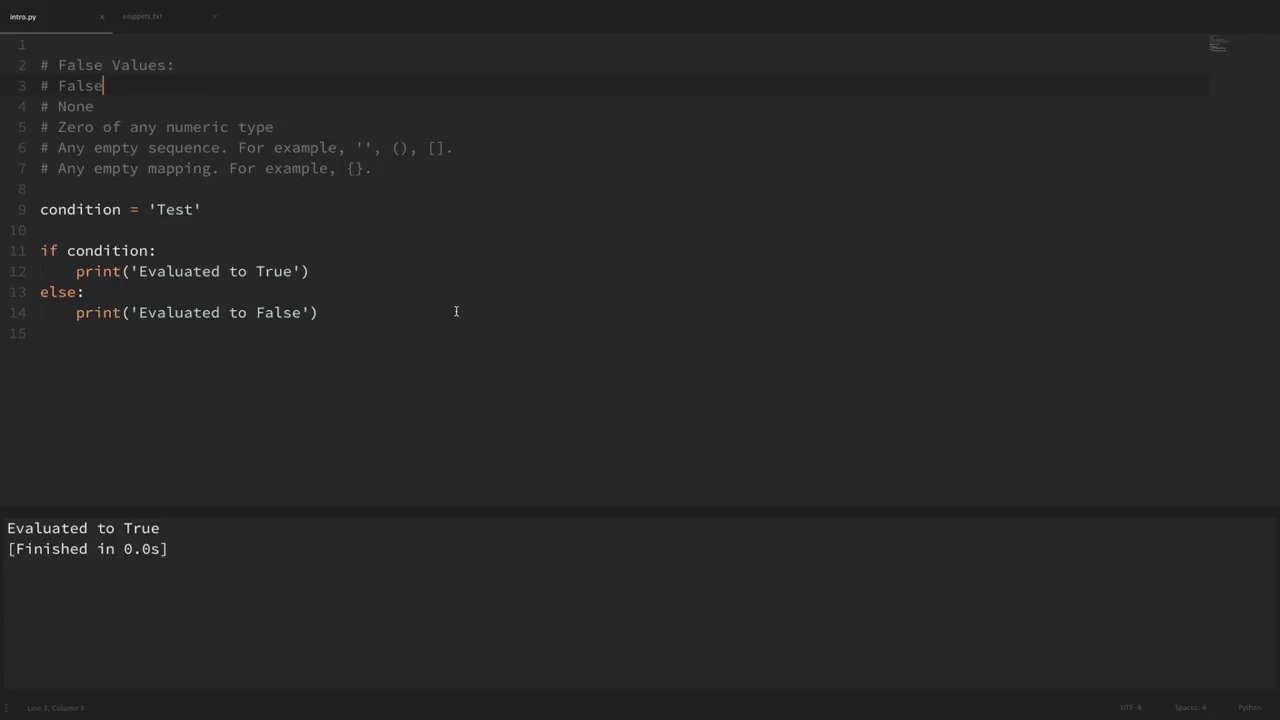 intro.py × snippets.txt ×
1
2 # False Values:
3 # False
4 # None
5 # Zero of any numeric type
6 # Any empty sequence. For example, '', (), [].
7 # Any empty mapping. For example, {}.
8
9 condition = 'Test'
10
11 if condition:
12 print('Evaluated to True')
13 else:
14 print('Evaluated to False')
15
Evaluated to True
[Finished in 0.0s]
Line 3, Column 8 UTF-8 Spaces: 4 Python